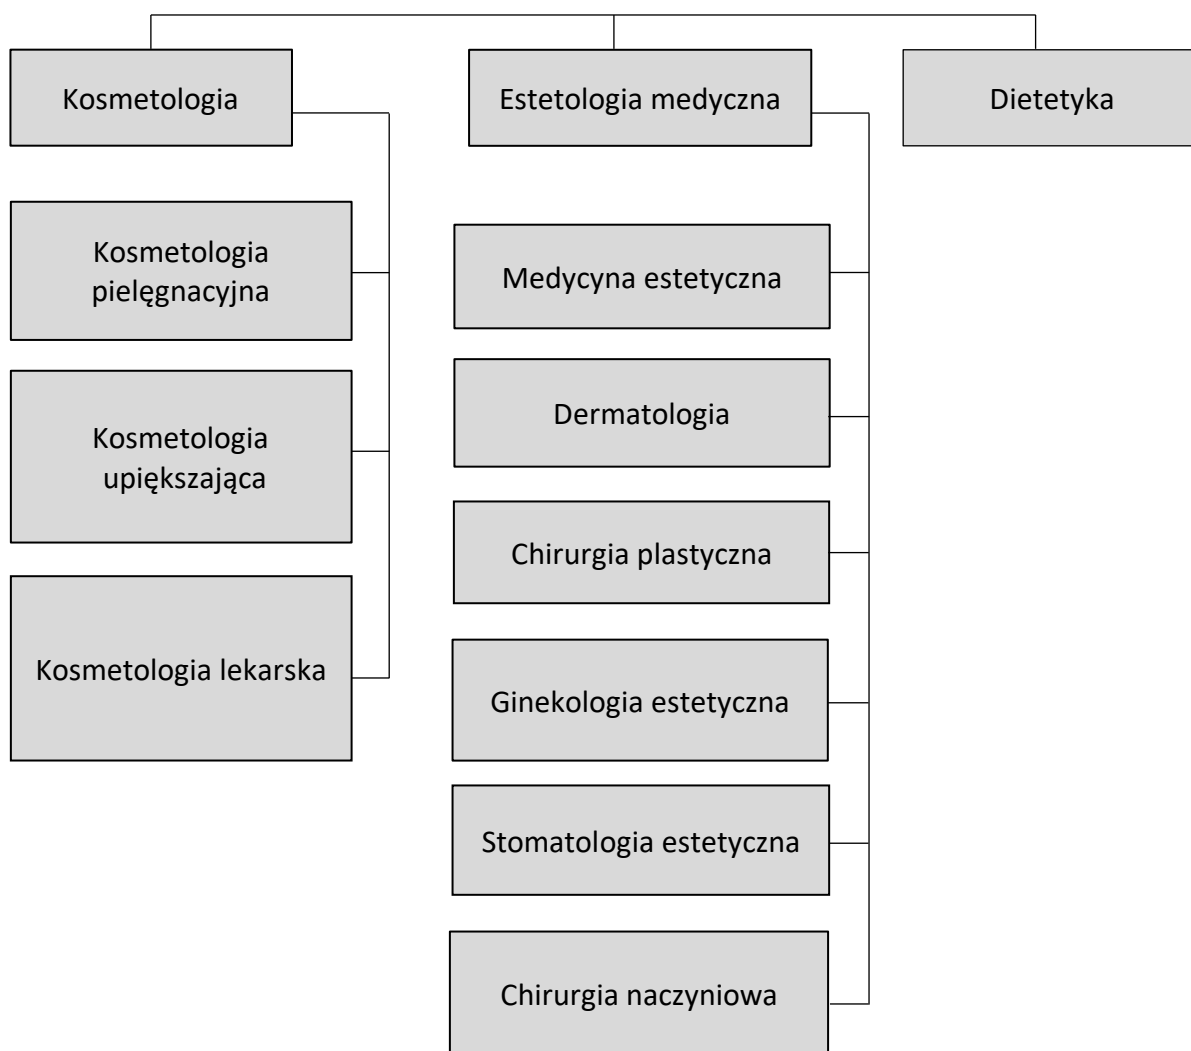 Kosmetologia
Estetologia medyczna
Dietetyka
Kosmetologia
pielęgnacyjna
Kosmetologia
upiększająca
Kosmetologia lekarska
Medycyna estetyczna
Dermatologia
Chirurgia plastyczna
Ginekologia estetyczna
Stomatologia estetyczna
Chirurgia naczyniowa